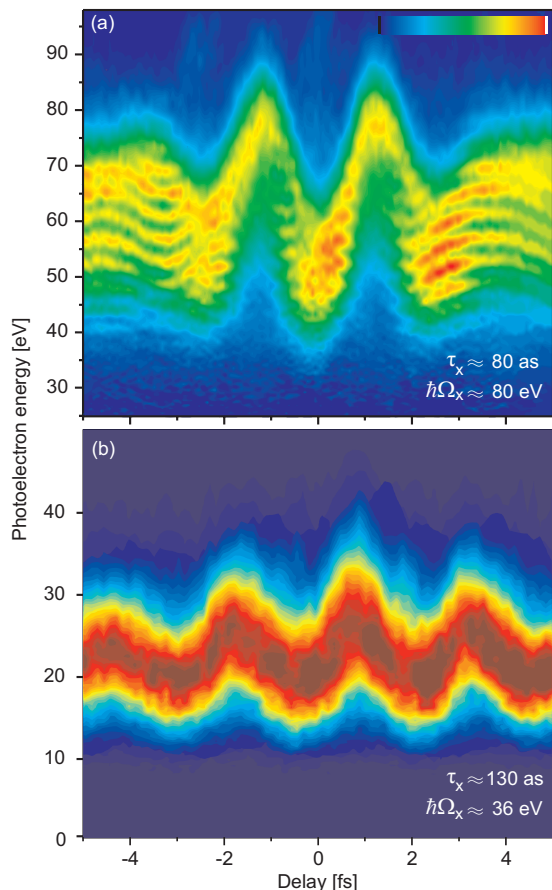 (a)
90
80
70
60
50
40
30
τx ≈ 80 as
ℏΩx ≈ 80 eV
Photoelectron energy [eV]
(b)
40
30
20
10
0
τx ≈ 130 as
ℏΩx ≈ 36 eV
-4 -2 0 2 4
Delay [fs]